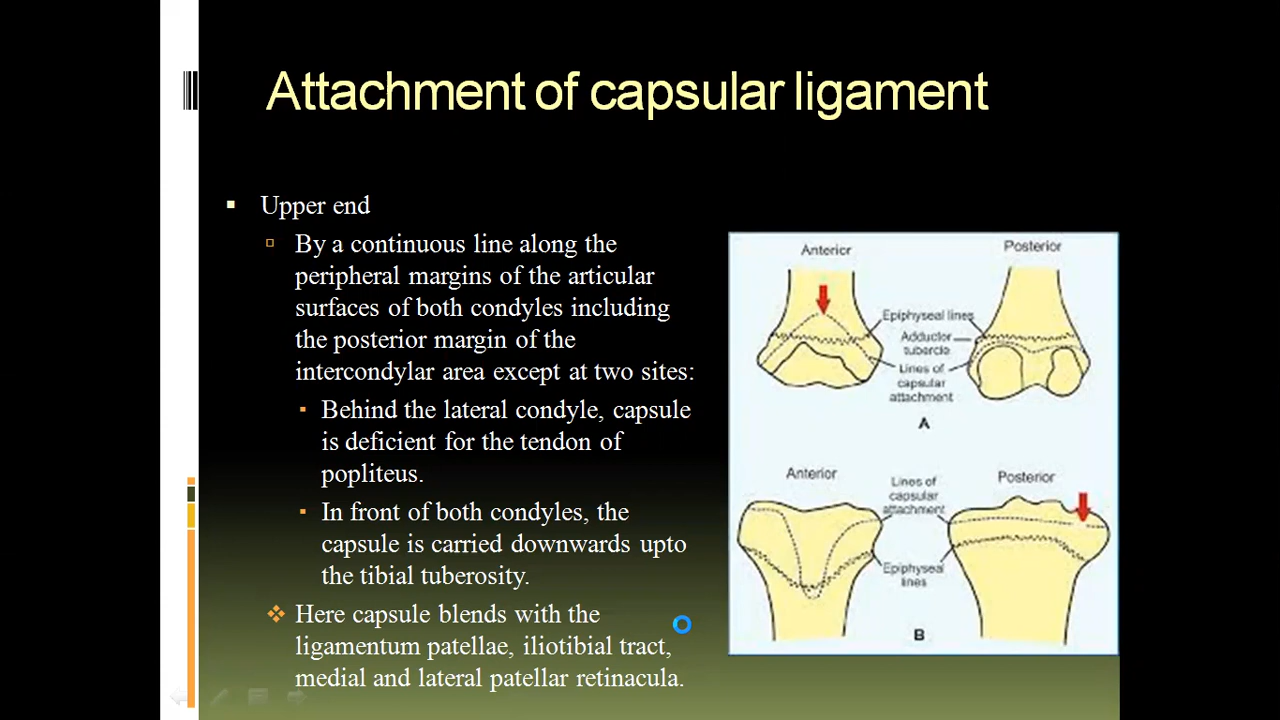 Attachment of capsular ligament
Upper end
By a continuous line along the
peripheral margins of the articular
surfaces of both condyles including
the posterior margin of the
intercondylar area except at two sites:
Behind the lateral condyle, capsule
is deficient for the tendon of
popliteus.
In front of both condyles, the
capsule is carried downwards upto
the tibial tuberosity.
Here capsule blends with the
ligamentum patellae, iliotibial tract,
medial and lateral patellar retinacula.
Anterior
Posterior
Epiphyseal lines
Adductor
tubercle
Lines of
capsular
attachment
A
Anterior
Posterior
Lines of
capsular
attachment
Epiphyseal
lines
B